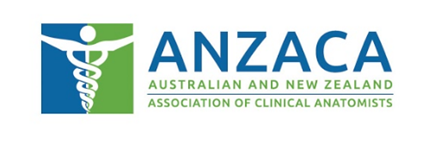 ANZACA
AUSTRALIAN AND NEW ZEALAND
ASSOCIATION OF CLINICAL ANATOMISTS